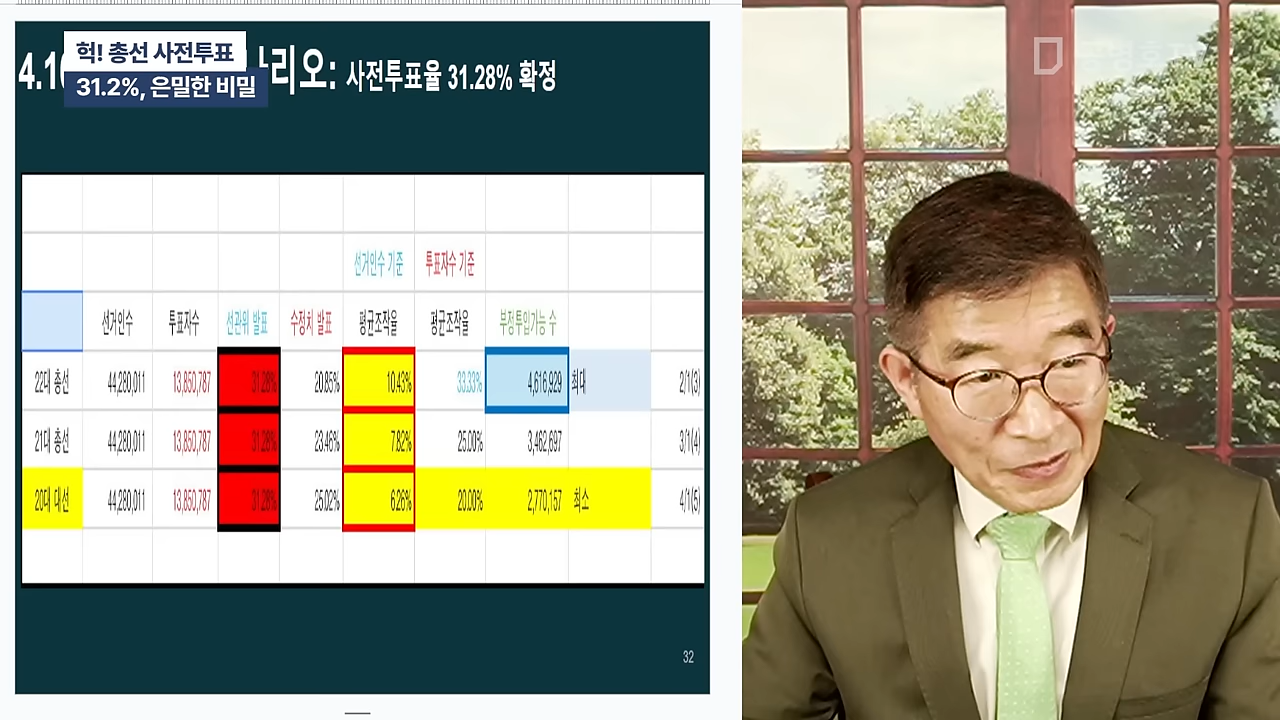 헉! 총선 사전투표
31.2%, 은밀한 비밀
4.10
나리오: 사전투표율 31.28% 확정
선거인수 기준 투표자수 기준
선거인수 투표자수 선관위 발표 수정치 발표 평균조작율 평균조작율 부정투입가능 수
22대 총선 44,280,011 13,850,787 31.28% 20.85% 10.43% 33.33% 4,616,929 최대 2/1(3)
21대 총선 44,280,011 13,850,787 31.28% 23.46% 7.82% 25.00% 3,462,697 3/1(4)
20대 대선 44,280,011 13,850,787 31.28% 25.02% 6.26% 20.00% 2,770,157 최소 4/1(5)
32